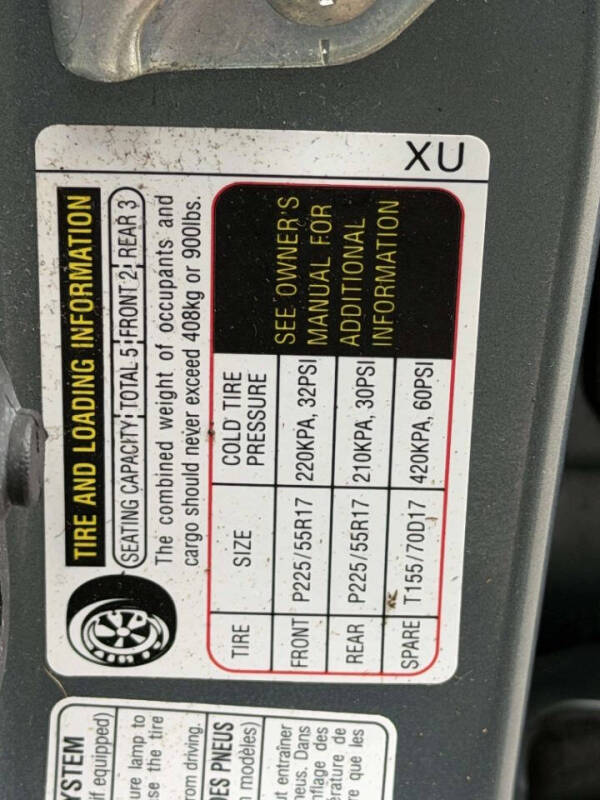 TIRE AND LOADING INFORMATION
SEATING CAPACITY TOTAL 5 FRONT 2 REAR 3
The combined weight of occupants and
cargo should never exceed 408kg or 900lbs.
TIRE SIZE COLD TIRE PRESSURE
FRONT P225/55R17 220KPA, 32PSI
REAR P225/55R17 210KPA, 30PSI
SPARE T155/70D17 420KPA, 60PSI
SEE OWNER'S
MANUAL FOR
ADDITIONAL
INFORMATION
XU
YSTEM
if equipped)
ure lamp to
se the tire
rom driving.
DES PNEUS
n modèles)
ut entraîner
neus. Dans
nflage des
érature de
re que les